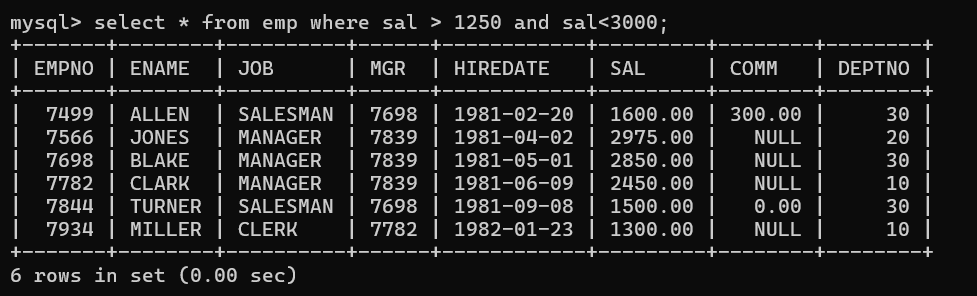 mysql> select * from emp where sal > 1250 and sal<3000;
+-------+--------+----------+------+------------+---------+--------+--------+
| EMPNO | ENAME  | JOB      | MGR  | HIREDATE   | SAL     | COMM   | DEPTNO |
+-------+--------+----------+------+------------+---------+--------+--------+
|  7499 | ALLEN  | SALESMAN | 7698 | 1981-02-20 | 1600.00 | 300.00 |     30 |
|  7566 | JONES  | MANAGER  | 7839 | 1981-04-02 | 2975.00 |   NULL |     20 |
|  7698 | BLAKE  | MANAGER  | 7839 | 1981-05-01 | 2850.00 |   NULL |     30 |
|  7782 | CLARK  | MANAGER  | 7839 | 1981-06-09 | 2450.00 |   NULL |     10 |
|  7844 | TURNER | SALESMAN | 7698 | 1981-09-08 | 1500.00 |   0.00 |     30 |
|  7934 | MILLER | CLERK    | 7782 | 1982-01-23 | 1300.00 |   NULL |     10 |
+-------+--------+----------+------+------------+---------+--------+--------+
6 rows in set (0.00 sec)